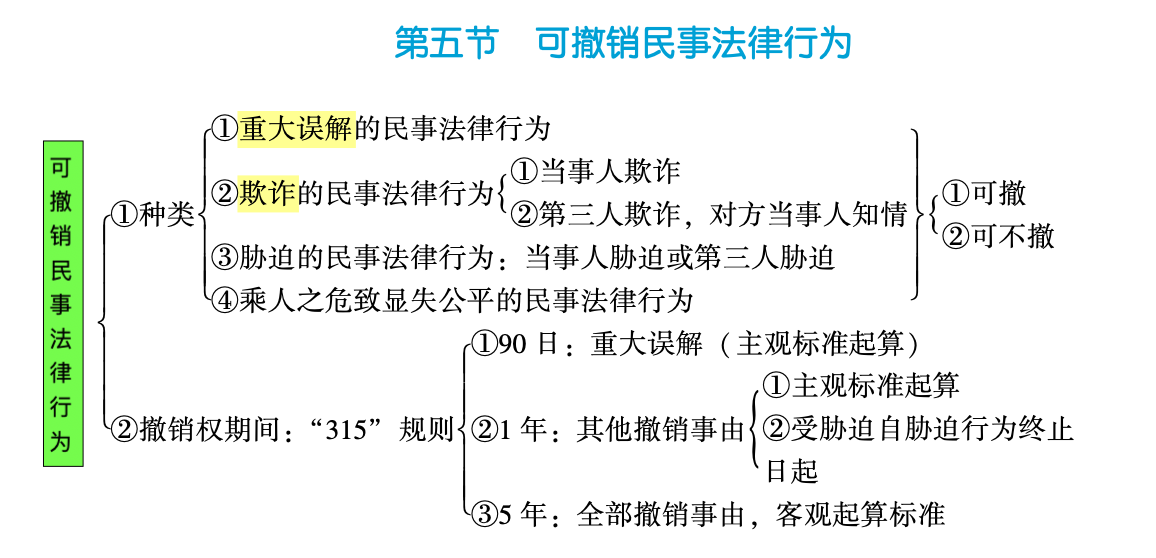 第五节 可撤销民事法律行为
可撤销民事法律行为
①种类
①重大误解的民事法律行为
②欺诈的民事法律行为
①当事人欺诈
②第三人欺诈，对方当事人知情
③胁迫的民事法律行为：当事人胁迫或第三人胁迫
④乘人之危致显失公平的民事法律行为
①可撤
②可不撤
②撤销权期间：“315”规则
①90 日：重大误解（主观标准起算）
②1 年：其他撤销事由
①主观标准起算
②受胁迫自胁迫行为终止
日起
③5 年：全部撤销事由，客观起算标准